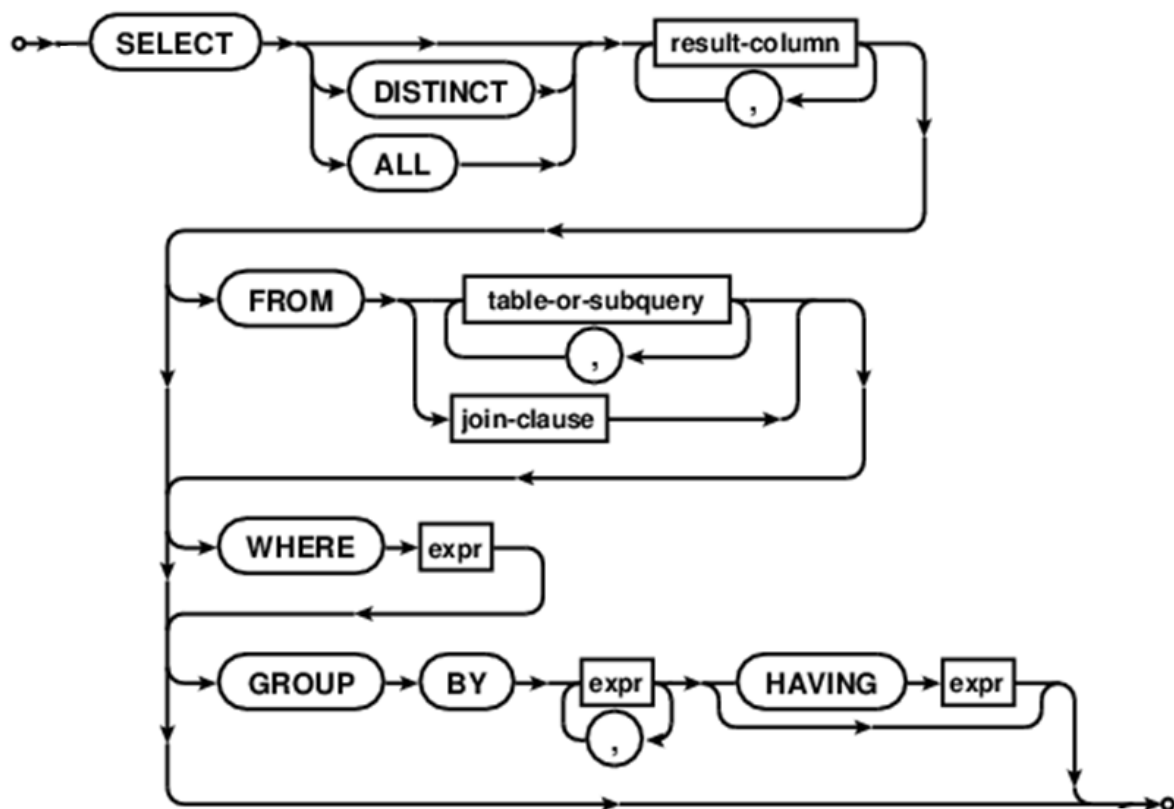 SELECT result-column
DISTINCT ,
ALL
FROM table-or-subquery
,
join-clause
WHERE expr
GROUP BY expr HAVING expr
,